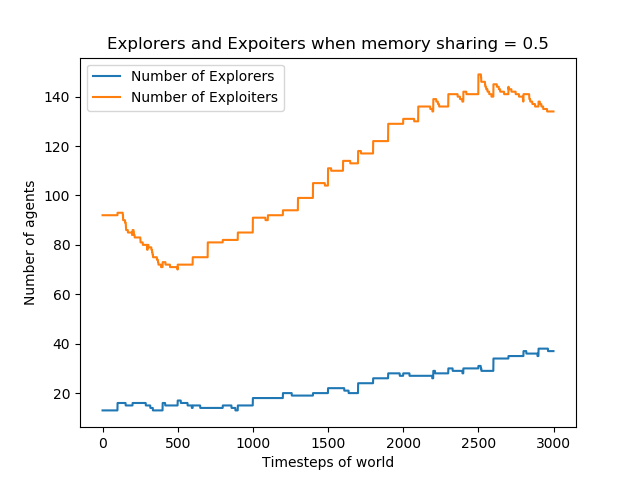 Explorers and Expoiters when memory sharing = 0.5
Number of Explorers
Number of Exploiters
Number of agents
140
120
100
80
60
40
20
0 500 1000 1500 2000 2500 3000
Timesteps of world